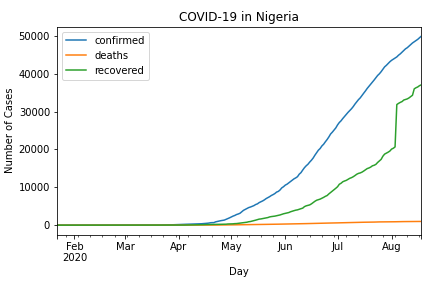 COVID-19 in Nigeria
confirmed
deaths
recovered
Number of Cases
50000
40000
30000
20000
10000
0
Feb Mar Apr May Jun Jul Aug
2020
Day